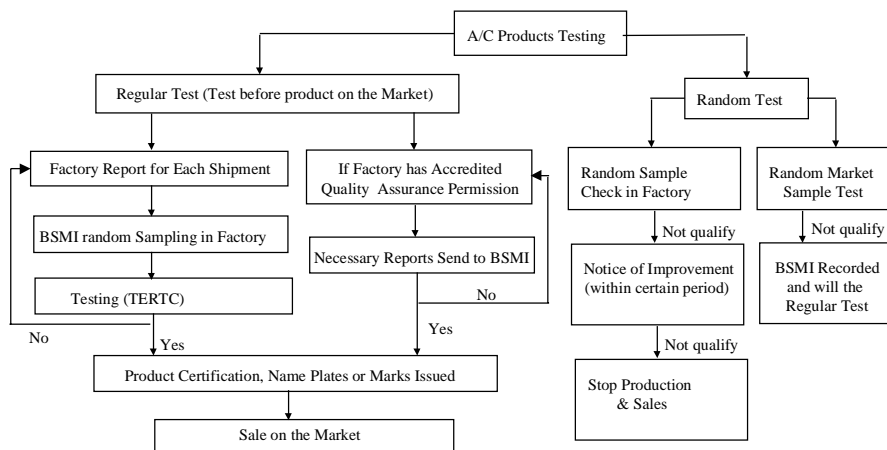 A/C Products Testing
Regular Test (Test before product on the Market)
Random Test
Factory Report for Each Shipment
If Factory has Accredited
Quality Assurance Permission
Random Sample
Check in Factory
Random Market
Sample Test
BSMI random Sampling in Factory
Necessary Reports Send to BSMI
Not qualify
Not qualify
Notice of Improvement
(within certain period)
BSMI Recorded
and will the
Regular Test
Testing (TERTC)
No
No
Yes
Yes
Not qualify
Product Certification, Name Plates or Marks Issued
Stop Production
& Sales
Sale on the Market